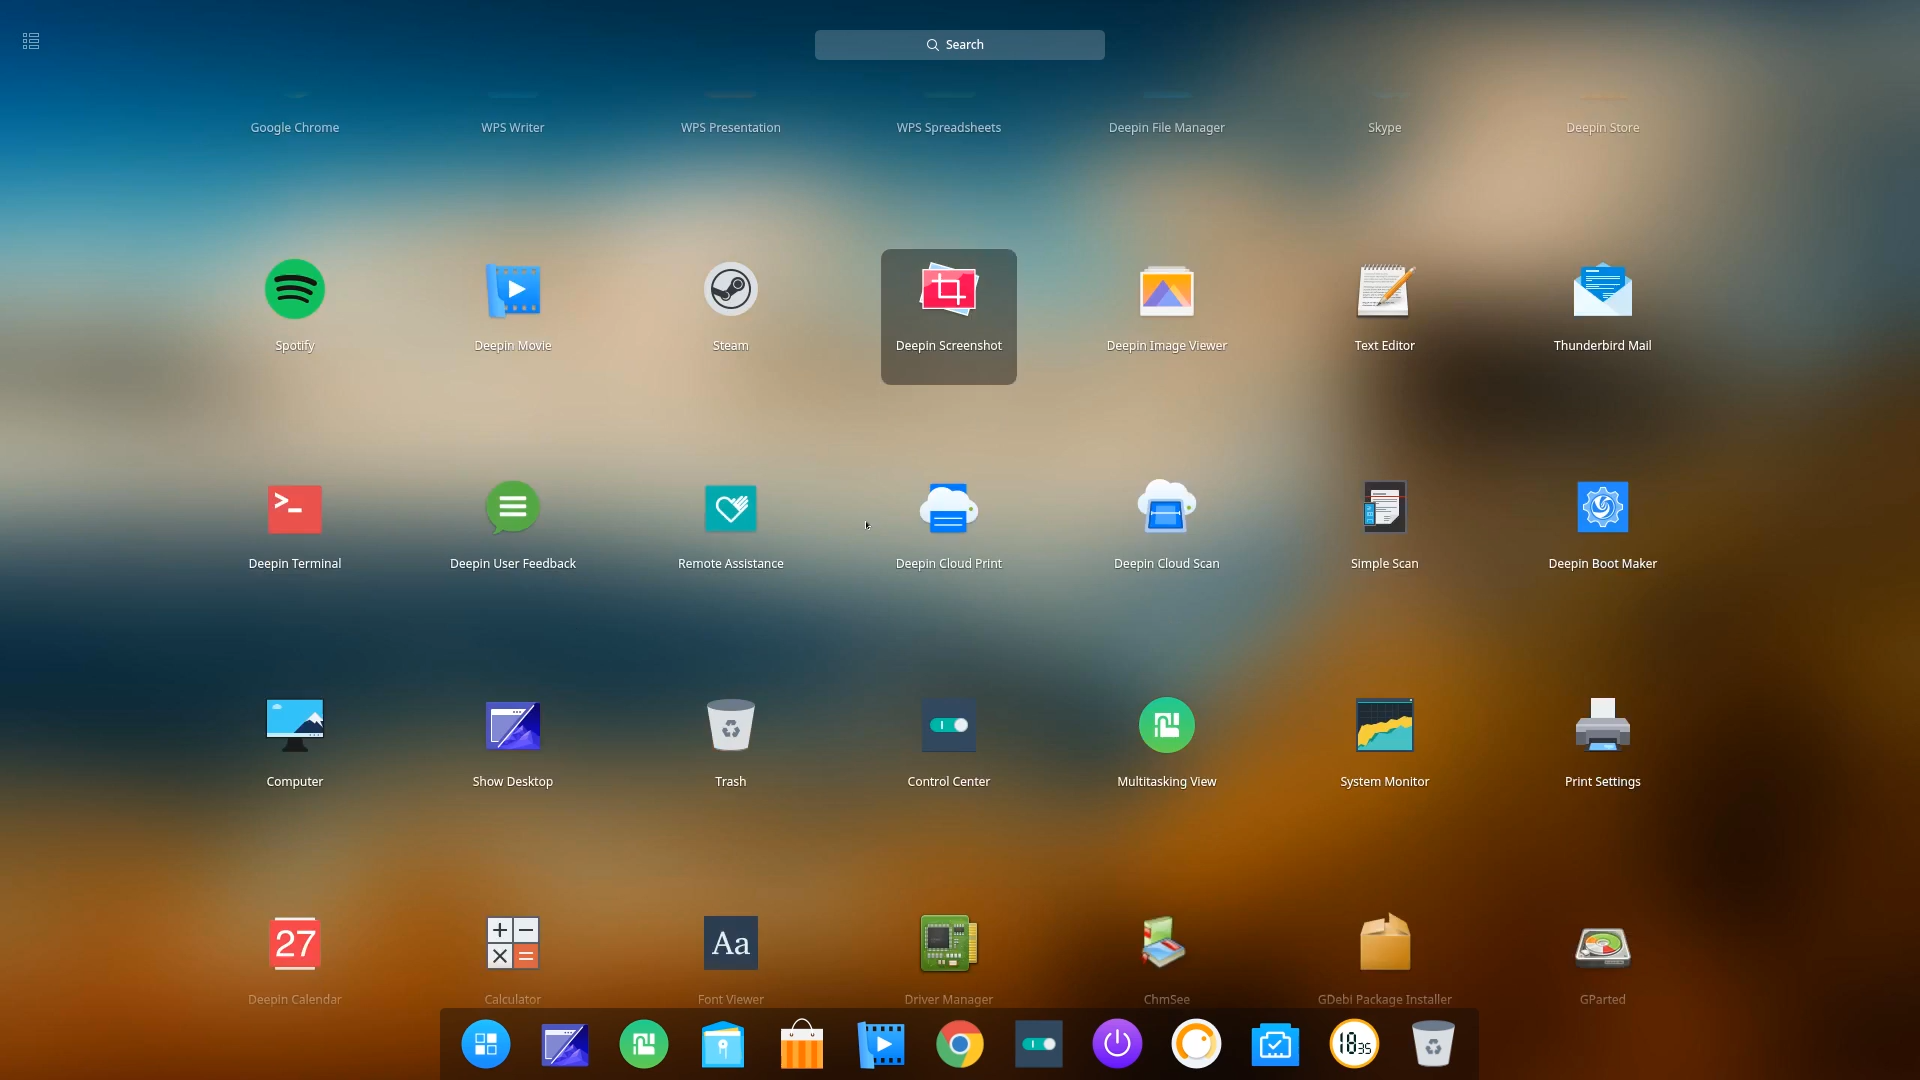 Search
Google Chrome
WPS Writer
WPS Presentation
WPS Spreadsheets
Deepin File Manager
Skype
Deepin Store
Spotify
Deepin Movie
Steam
Deepin Screenshot
Deepin Image Viewer
Text Editor
Thunderbird Mail
>_
Deepin Terminal
Deepin User Feedback
Remote Assistance
Deepin Cloud Print
Deepin Cloud Scan
Simple Scan
Deepin Boot Maker
Computer
Show Desktop
Trash
Control Center
Multitasking View
System Monitor
Print Settings
27
Aa
Deepin Calendar
Calculator
Font Viewer
Driver Manager
ChmSee
GDebi Package Installer
GParted
18 35